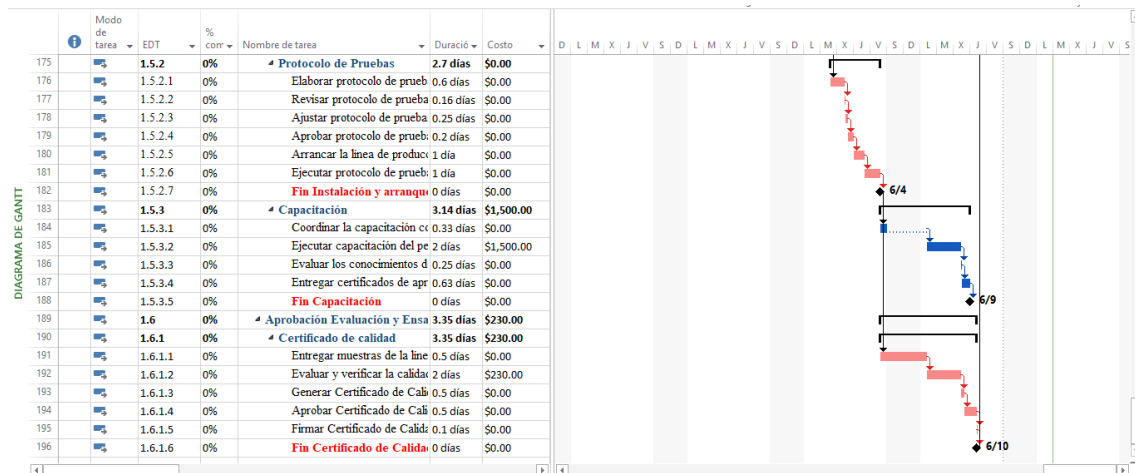 DIAGRAMA DE GANTT
Modo de tarea EDT % com Nombre de tarea Duració Costo
D L M X J V S D L M X J V S D L M X J V S D L M X J V S D L M X J V S
175 1.5.2 0% Protocolo de Pruebas 2.7 días $0.00
176 1.5.2.1 0% Elaborar protocolo de prueb 0.6 días $0.00
177 1.5.2.2 0% Revisar protocolo de prueba 0.16 días $0.00
178 1.5.2.3 0% Ajustar protocolo de prueba 0.25 días $0.00
179 1.5.2.4 0% Aprobar protocolo de prueb 0.2 días $0.00
180 1.5.2.5 0% Arrancar la linea de produc 1 día $0.00
181 1.5.2.6 0% Ejecutar protocolo de prueb 1 día $0.00
182 1.5.2.7 0% Fin Instalación y arranqu 0 días $0.00 6/4
183 1.5.3 0% Capacitación 3.14 días $1,500.00
184 1.5.3.1 0% Coordinar la capacitación c 0.33 días $0.00
185 1.5.3.2 0% Ejecutar capacitación del pe 2 días $1,500.00
186 1.5.3.3 0% Evaluar los conocimientos d 0.25 días $0.00
187 1.5.3.4 0% Entregar certificados de apr 0.63 días $0.00
188 1.5.3.5 0% Fin Capacitación 0 días $0.00 6/9
189 1.6 0% Aprobación Evaluación y Ensa 3.35 días $230.00
190 1.6.1 0% Certificado de calidad 3.35 días $230.00
191 1.6.1.1 0% Entregar muestras de la line 0.5 días $0.00
192 1.6.1.2 0% Evaluar y verificar la calida 2 días $230.00
193 1.6.1.3 0% Generar Certificado de Cali 0.5 días $0.00
194 1.6.1.4 0% Aprobar Certificado de Cali 0.5 días $0.00
195 1.6.1.5 0% Firmar Certificado de Calida 0.1 días $0.00
196 1.6.1.6 0% Fin Certificado de Calida 0 días $0.00 6/10